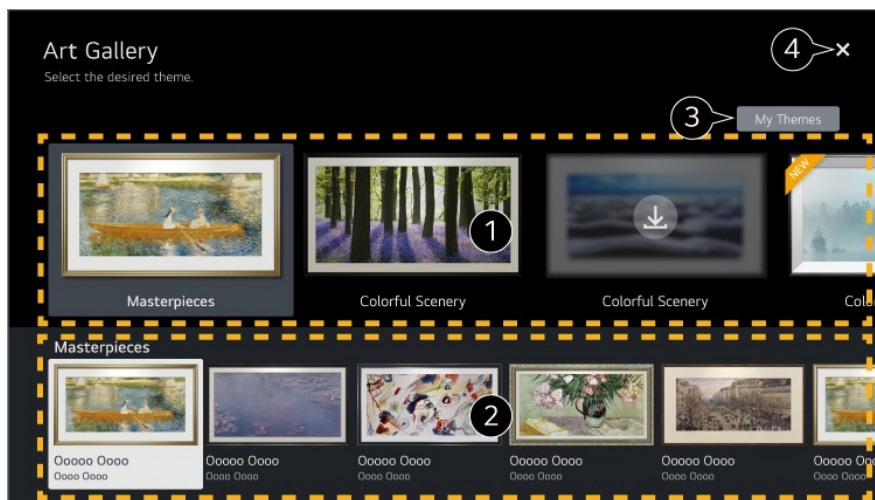 Art Gallery
Select the desired theme.
4
3
My Themes
NEW
1
Masterpieces
Colorful Scenery
Colorful Scenery
Masterpieces
2
Ooooo Oooo
Oooo Oooo
Ooooo Oooo
Oooo Oooo
Ooooo Oooo
Oooo Oooo
Ooooo Oooo
Oooo Oooo
Ooooo Oooo
Oooo Oooo
Oooo Oooo